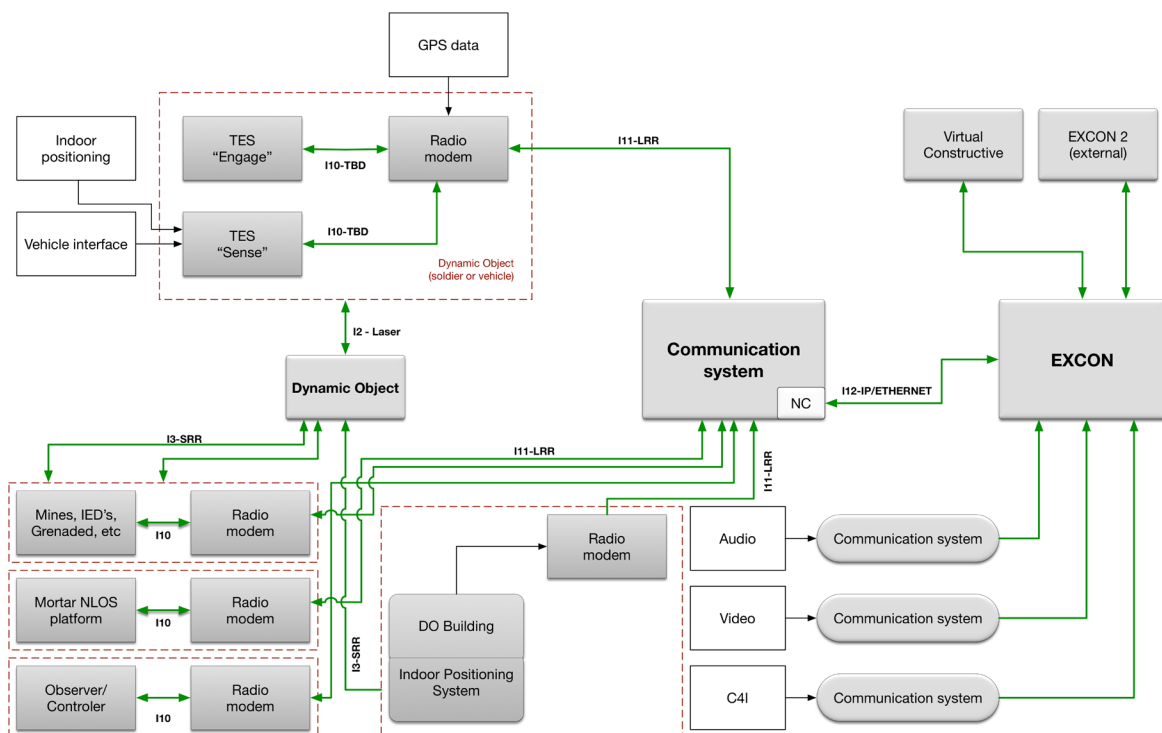 GPS data
Indoor
positioning
Vehicle interface
TES
“Engage”
I10-TBD
Radio
modem
TES
“Sense”
I10-TBD
Dynamic Object
(soldier or vehicle)
I11-LRR
Virtual
Constructive
EXCON 2
(external)
I2 - Laser
Dynamic Object
Communication
system
NC
I12-IP/ETHERNET
EXCON
I3-SRR
I11-LRR
I11-LRR
Mines, IED’s,
Grenaded, etc
I10
Radio
modem
Mortar NLOS
platform
I10
Radio
modem
Observer/
Controler
I10
Radio
modem
I3-SRR
Radio
modem
DO Building
Indoor Positioning
System
Audio
Communication system
Video
Communication system
C4I
Communication system